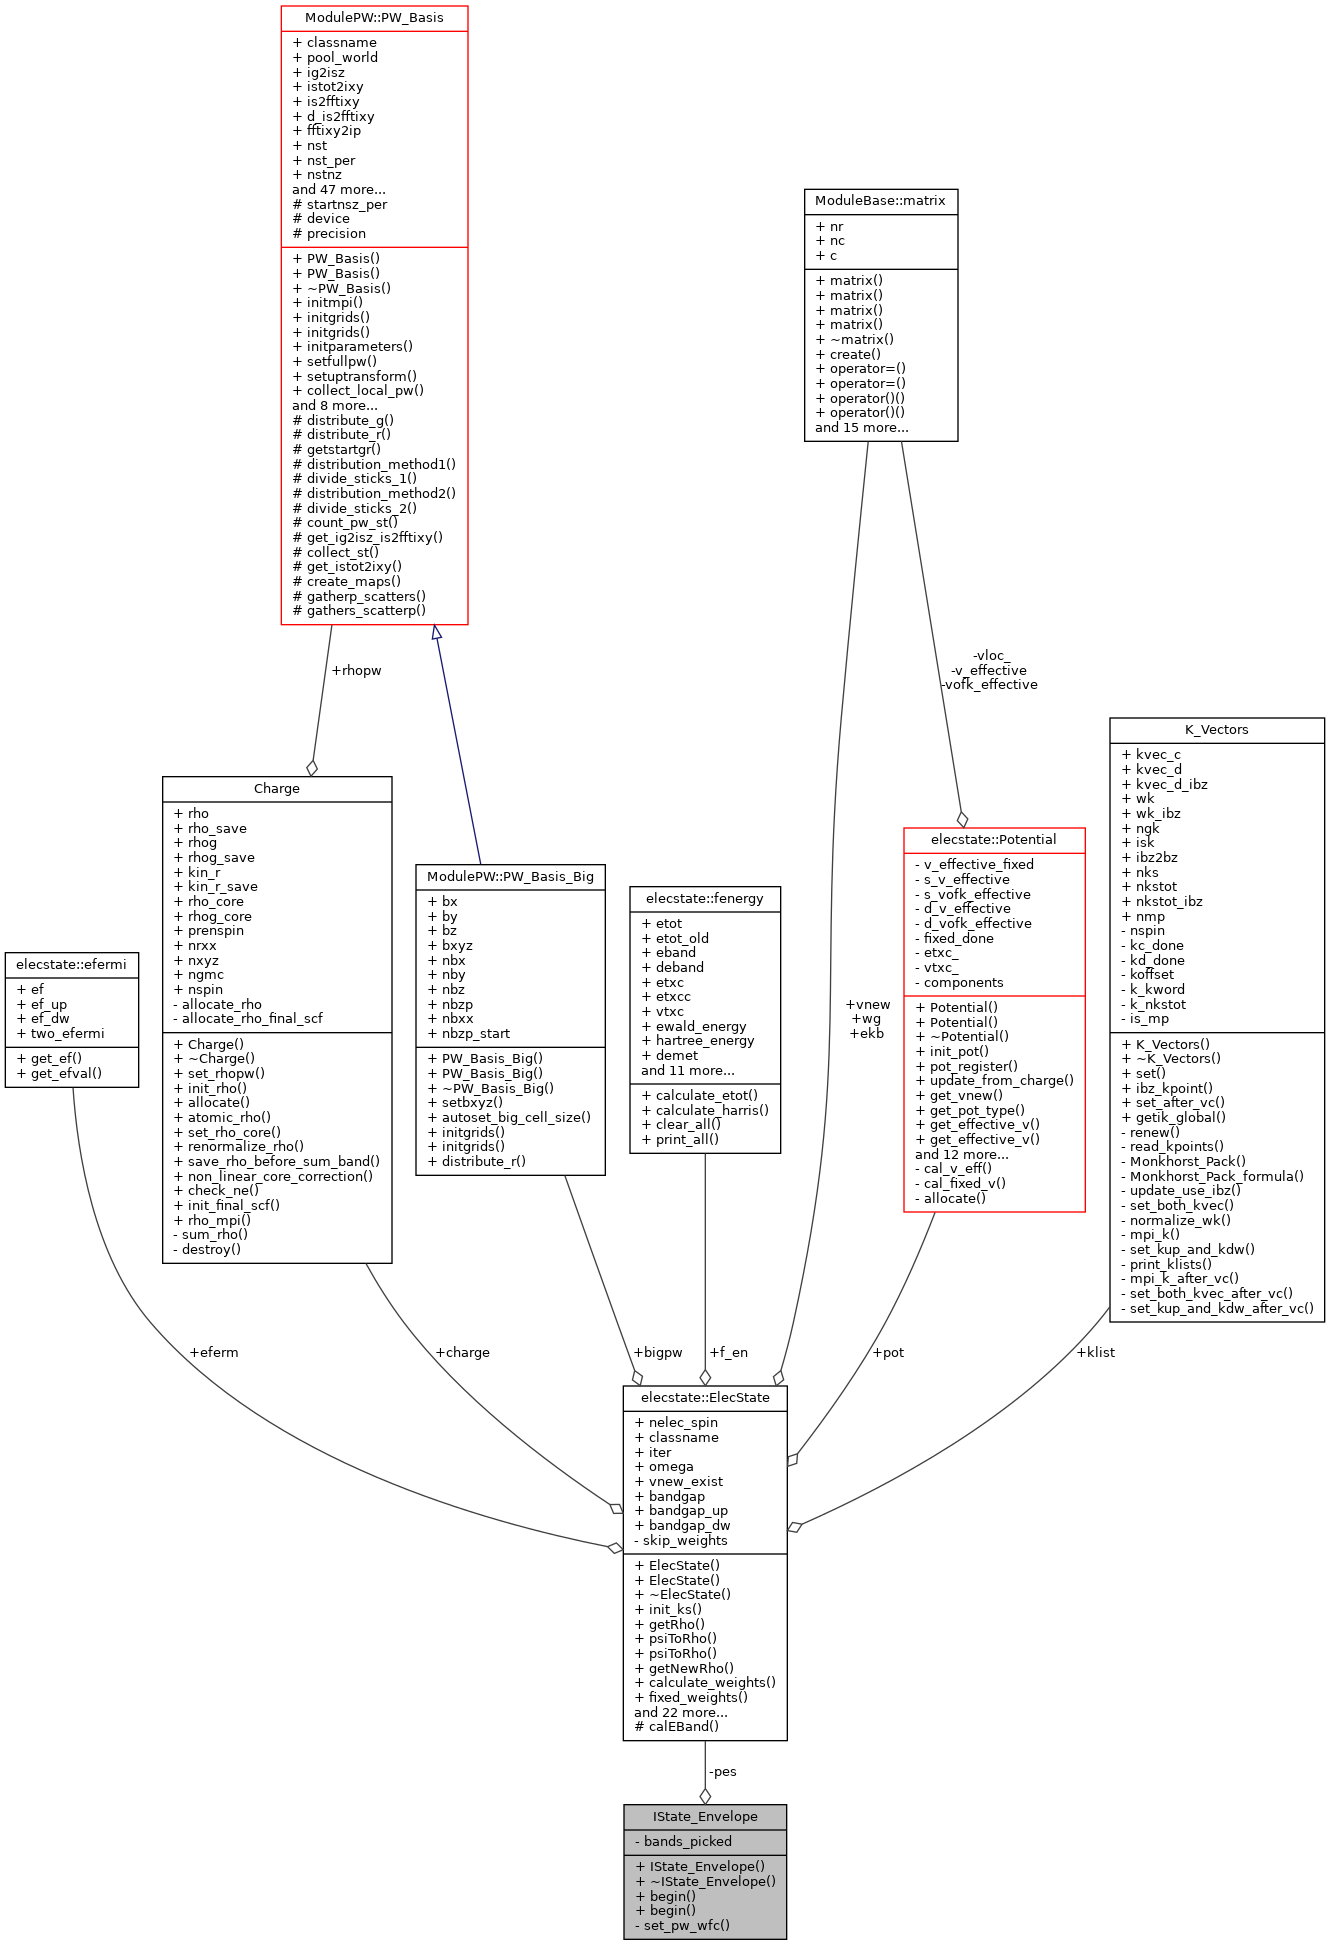 ModulePW::PW_Basis
+ classname
+ pool_world
+ ig2isz
+ istot2ixy
+ is2fftixy
+ d_is2fftixy
+ fftixy2ip
+ nst
+ nst_per
+ nstnz
and 47 more...
# startnsz_per
# device
# precision
+ PW_Basis()
+ PW_Basis()
+ ~PW_Basis()
+ initmpi()
+ initgrids()
+ initgrids()
+ initparameters()
+ setfullpw()
+ setuptransform()
+ collect_local_pw()
and 8 more...
# distribute_g()
# distribute_r()
# getstartgr()
# distribution_method1()
# divide_sticks_1()
# distribution_method2()
# divide_sticks_2()
# count_pw_st()
# get_ig2isz_is2fftixy()
# collect_st()
# get_istot2ixy()
# create_maps()
# gatherp_scatters()
# gathers_scatterp()
ModuleBase::matrix
+ nr
+ nc
+ c
+ matrix()
+ matrix()
+ matrix()
+ matrix()
+ ~matrix()
+ create()
+ operator=()
+ operator=()
+ operator()()
+ operator()()
and 15 more...
+rhopw
-vloc_
-v_effective
-vofk_effective
K_Vectors
+ kvec_c
+ kvec_d
+ kvec_d_ibz
+ wk
+ wk_ibz
+ ngk
+ isk
+ ibz2bz
+ nks
+ nkstot
+ nkstot_ibz
+ nmp
- nspin
- kc_done
- kd_done
- koffset
- k_kword
- k_nkstot
- is_mp
+ K_Vectors()
+ ~K_Vectors()
+ set()
+ ibz_kpoint()
+ set_after_vc()
+ getik_global()
- renew()
- read_kpoints()
- Monkhorst_Pack()
- Monkhorst_Pack_formula()
- update_use_ibz()
- set_both_kvec()
- normalize_wk()
- mpi_k()
- set_kup_and_kdw()
- print_klists()
- mpi_k_after_vc()
- set_both_kvec_after_vc()
- set_kup_and_kdw_after_vc()
Charge
+ rho
+ rho_save
+ rhog
+ rhog_save
+ kin_r
+ kin_r_save
+ rho_core
+ rhog_core
+ prenspin
+ nrxx
+ nxyz
+ ngmc
+ nspin
- allocate_rho
- allocate_rho_final_scf
+ Charge()
+ ~Charge()
+ set_rhopw()
+ init_rho()
+ allocate()
+ atomic_rho()
+ set_rho_core()
+ renormalize_rho()
+ save_rho_before_sum_band()
+ non_linear_core_correction()
+ check_ne()
+ init_final_scf()
+ rho_mpi()
- sum_rho()
- destroy()
elecstate::Potential
- v_effective_fixed
- s_v_effective
- s_vofk_effective
- d_v_effective
- d_vofk_effective
- fixed_done
- etxc_
- vtxc_
- components
+ Potential()
+ Potential()
+ ~Potential()
+ init_pot()
+ pot_register()
+ update_from_charge()
+ get_vnew()
+ get_pot_type()
+ get_effective_v()
+ get_effective_v()
and 12 more...
- cal_v_eff()
- cal_fixed_v()
- allocate()
ModulePW::PW_Basis_Big
+ bx
+ by
+ bz
+ bxyz
+ nbx
+ nby
+ nbz
+ nbzp
+ nbxx
+ nbzp_start
+ PW_Basis_Big()
+ PW_Basis_Big()
+ ~PW_Basis_Big()
+ setbxyz()
+ autoset_big_cell_size()
+ initgrids()
+ initgrids()
+ distribute_r()
elecstate::fenergy
+ etot
+ etot_old
+ eband
+ deband
+ etxc
+ etxcc
+ vtxc
+ ewald_energy
+ hartree_energy
+ demet
and 11 more...
+ calculate_etot()
+ calculate_harris()
+ clear_all()
+ print_all()
elecstate::efermi
+ ef
+ ef_up
+ ef_dw
+ two_efermi
+ get_ef()
+ get_efval()
+vnew
+wg
+ekb
+eferm
+charge
+bigpw
+f_en
+pot
+klist
elecstate::ElecState
+ nelec_spin
+ classname
+ iter
+ omega
+ vnew_exist
+ bandgap
+ bandgap_up
+ bandgap_dw
- skip_weights
+ ElecState()
+ ElecState()
+ ~ElecState()
+ init_ks()
+ getRho()
+ psiToRho()
+ psiToRho()
+ getNewRho()
+ calculate_weights()
+ fixed_weights()
and 22 more...
# calEBand()
-pes
IState_Envelope
- bands_picked
+ IState_Envelope()
+ ~IState_Envelope()
+ begin()
+ begin()
- set_pw_wfc()